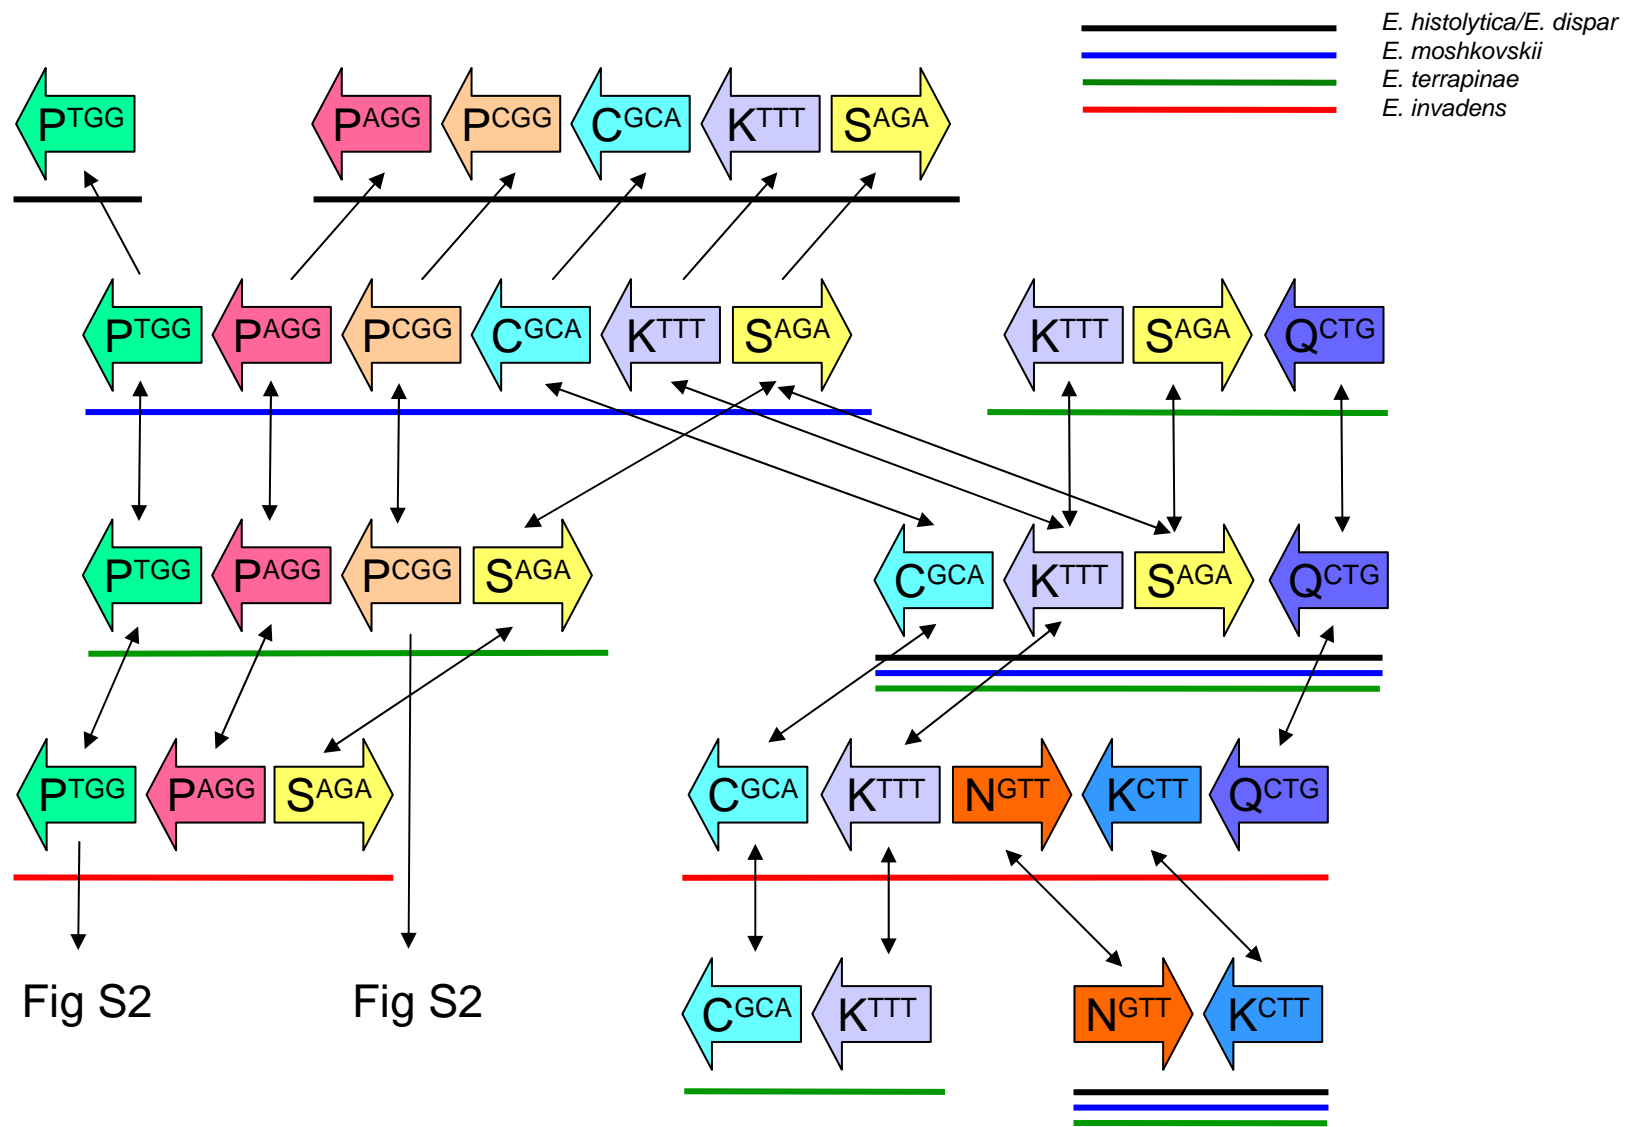 E. histolytica/E. dispar
E. moshkovskii
E. terrapinae
E. invadens
PTGG PAGG PCGG CGCA KTTT SAGA
PTGG PAGG PCGG CGCA KTTT SAGA KTTT SAGA QCTG
PTGG PAGG PCGG SAGA CGCA KTTT SAGA QCTG
PTGG PAGG SAGA CGCA KTTT NGTT KCTT QCTG
Fig S2 Fig S2 CGCA KTTT NGTT KCTT